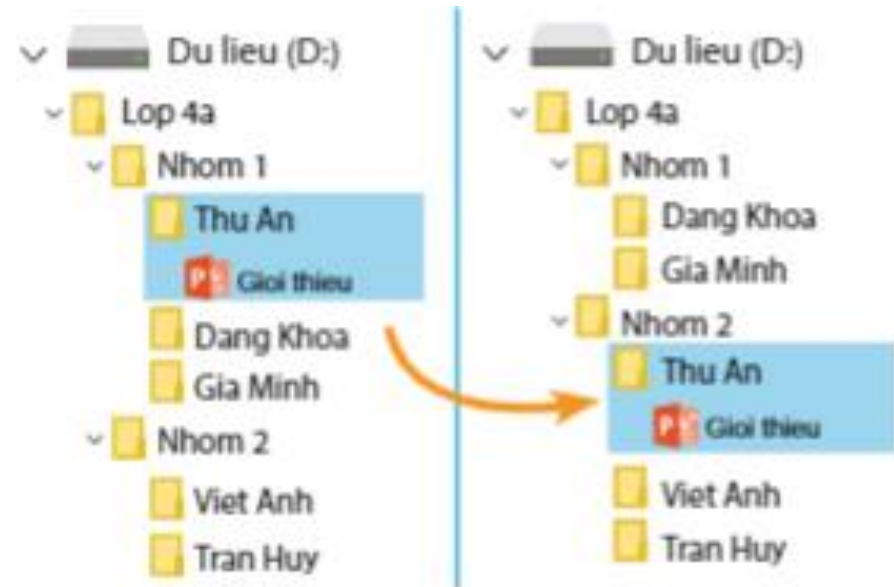 Du lieu (D:)
Lop 4a
Nhom 1
Thu An
Gioi thieu
Dang Khoa
Gia Minh
Nhom 2
Viet Anh
Tran Huy
Du lieu (D:)
Lop 4a
Nhom 1
Dang Khoa
Gia Minh
Nhom 2
Thu An
Gioi thieu
Viet Anh
Tran Huy